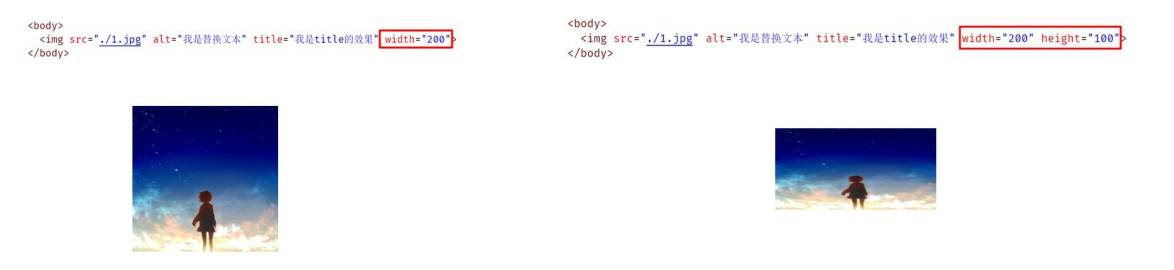 <body>
<img src="./1.jpg" alt="我是替换文本" title="我是title的效果" width="200">
</body>
<body>
<img src="./1.jpg" alt="我是替换文本" title="我是title的效果" width="200" height="100">
</body>